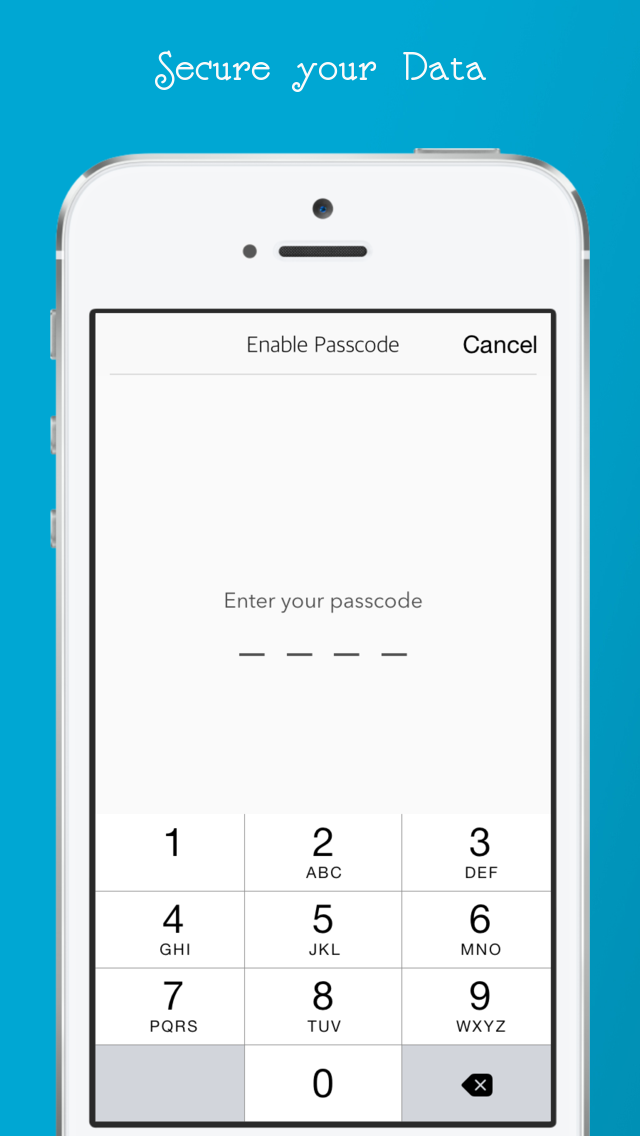 Secure your Data
Enable Passcode Cancel
Enter your passcode
1 2 3
ABC DEF
4 5 6
GHI JKL MNO
7 8 9
PQRS TUV WXYZ
0